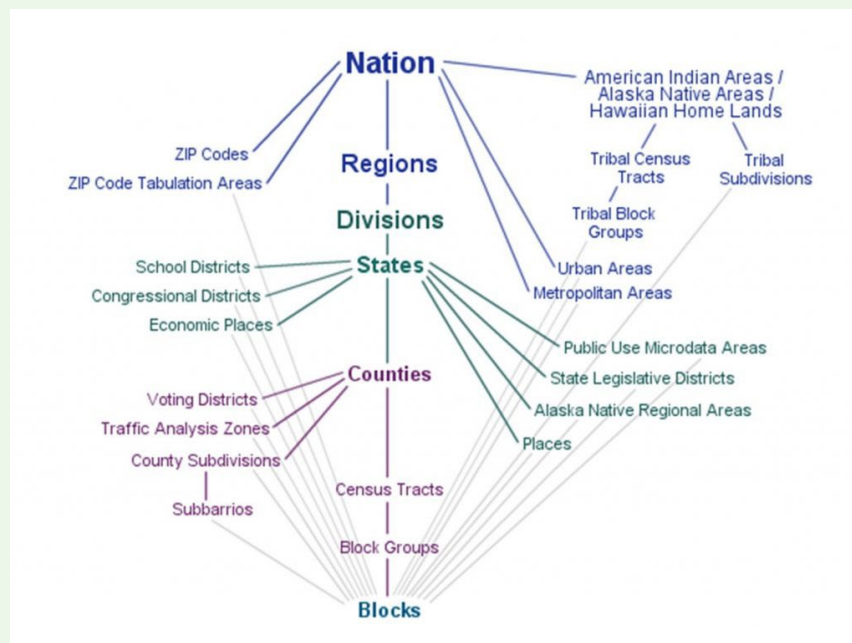 Nation
American Indian Areas /
Alaska Native Areas /
Hawaiian Home Lands
ZIP Codes
ZIP Code Tabulation Areas
Regions
Tribal Census
Tracts
Tribal
Subdivisions
Divisions
Tribal Block
Groups
School Districts
States
Urban Areas
Congressional Districts
Metropolitan Areas
Economic Places
Public Use Microdata Areas
Counties
State Legislative Districts
Voting Districts
Alaska Native Regional Areas
Traffic Analysis Zones
Places
County Subdivisions
Census Tracts
Subbarrios
Block Groups
Blocks